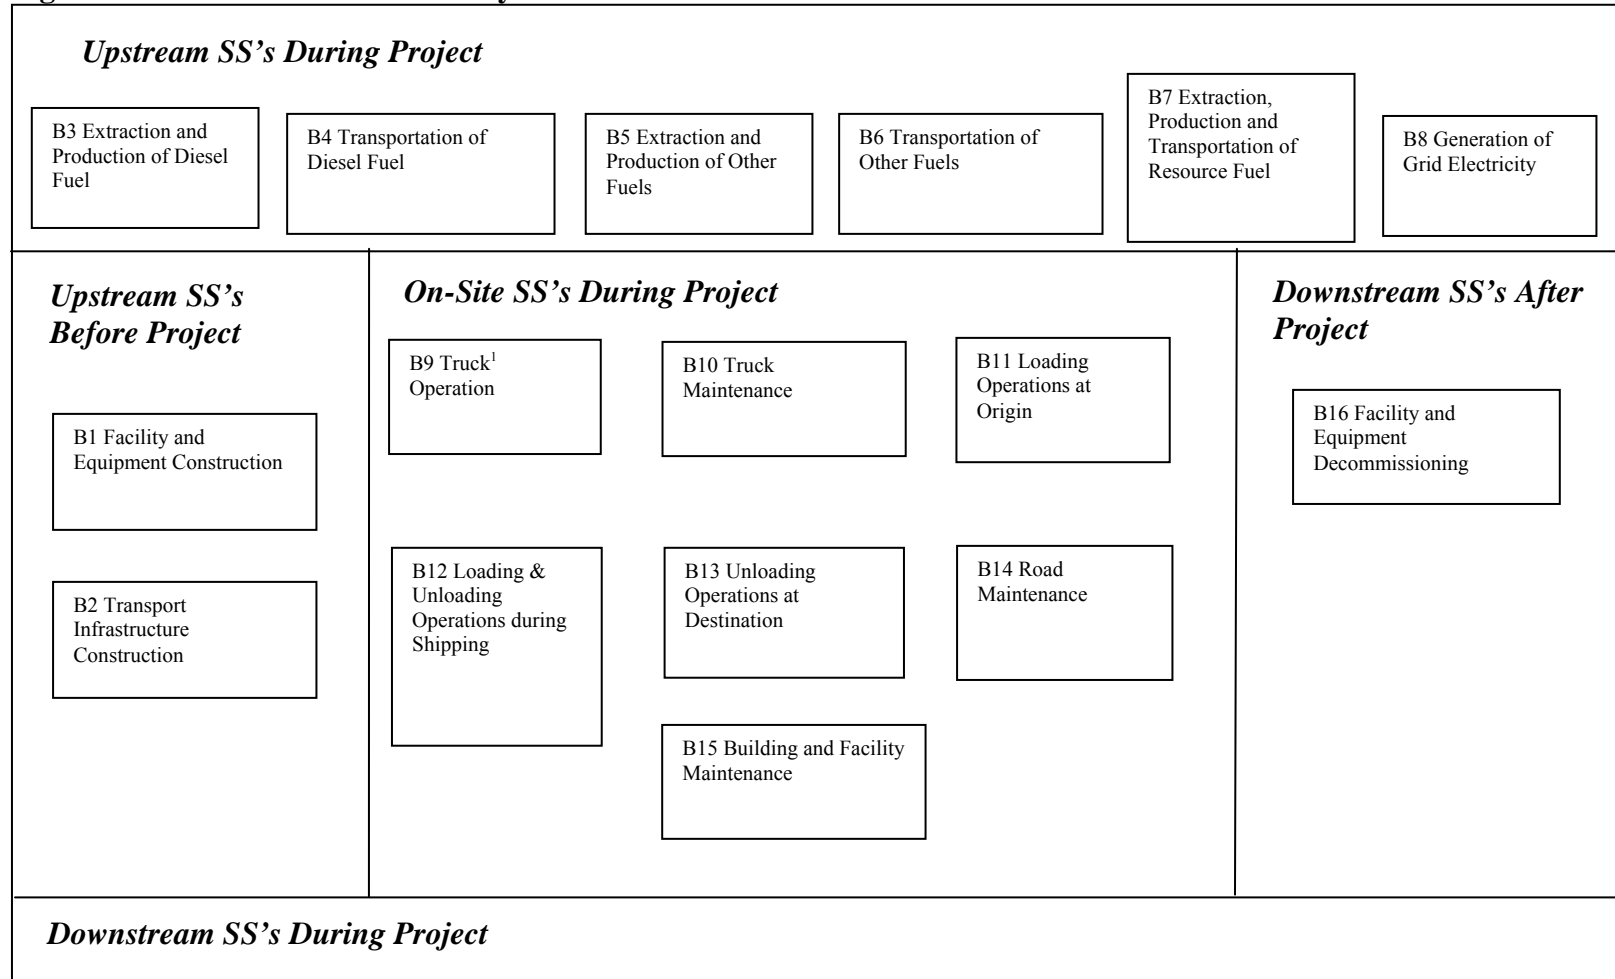 Upstream SS’s During Project
B3 Extraction and
Production of Diesel
Fuel
B4 Transportation of
Diesel Fuel
B5 Extraction and
Production of Other
Fuels
B6 Transportation of
Other Fuels
B7 Extraction,
Production and
Transportation of
Resource Fuel
B8 Generation of
Grid Electricity
Upstream SS’s
Before Project
B1 Facility and
Equipment Construction
B2 Transport
Infrastructure
Construction
On-Site SS’s During Project
B9 Truck¹
Operation
B10 Truck
Maintenance
B11 Loading
Operations at
Origin
B12 Loading &
Unloading
Operations during
Shipping
B13 Unloading
Operations at
Destination
B14 Road
Maintenance
B15 Building and Facility
Maintenance
Downstream SS’s After
Project
B16 Facility and
Equipment
Decommissioning
Downstream SS’s During Project